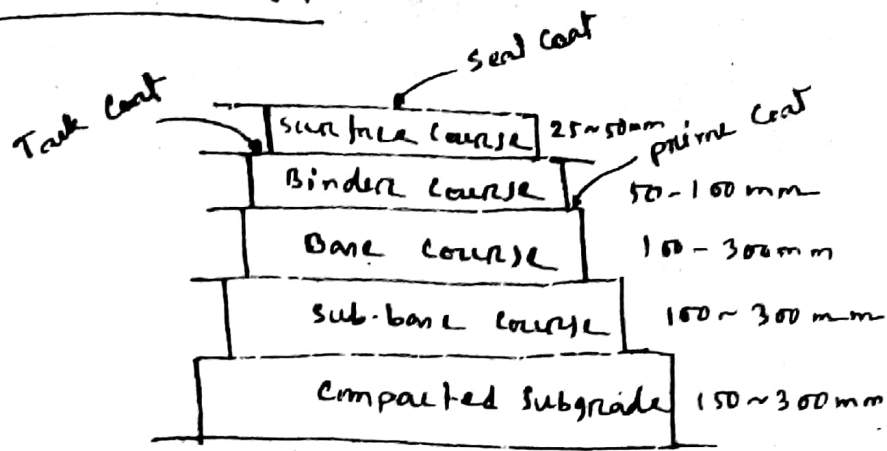 Seal Coat
Tack Coat
Surface Course 25~50mm
prime Coat
Binder Course 50-100 mm
Base Course 100-300mm
Sub-base Course 100~300 mm
Compacted Subgrade 150~300mm